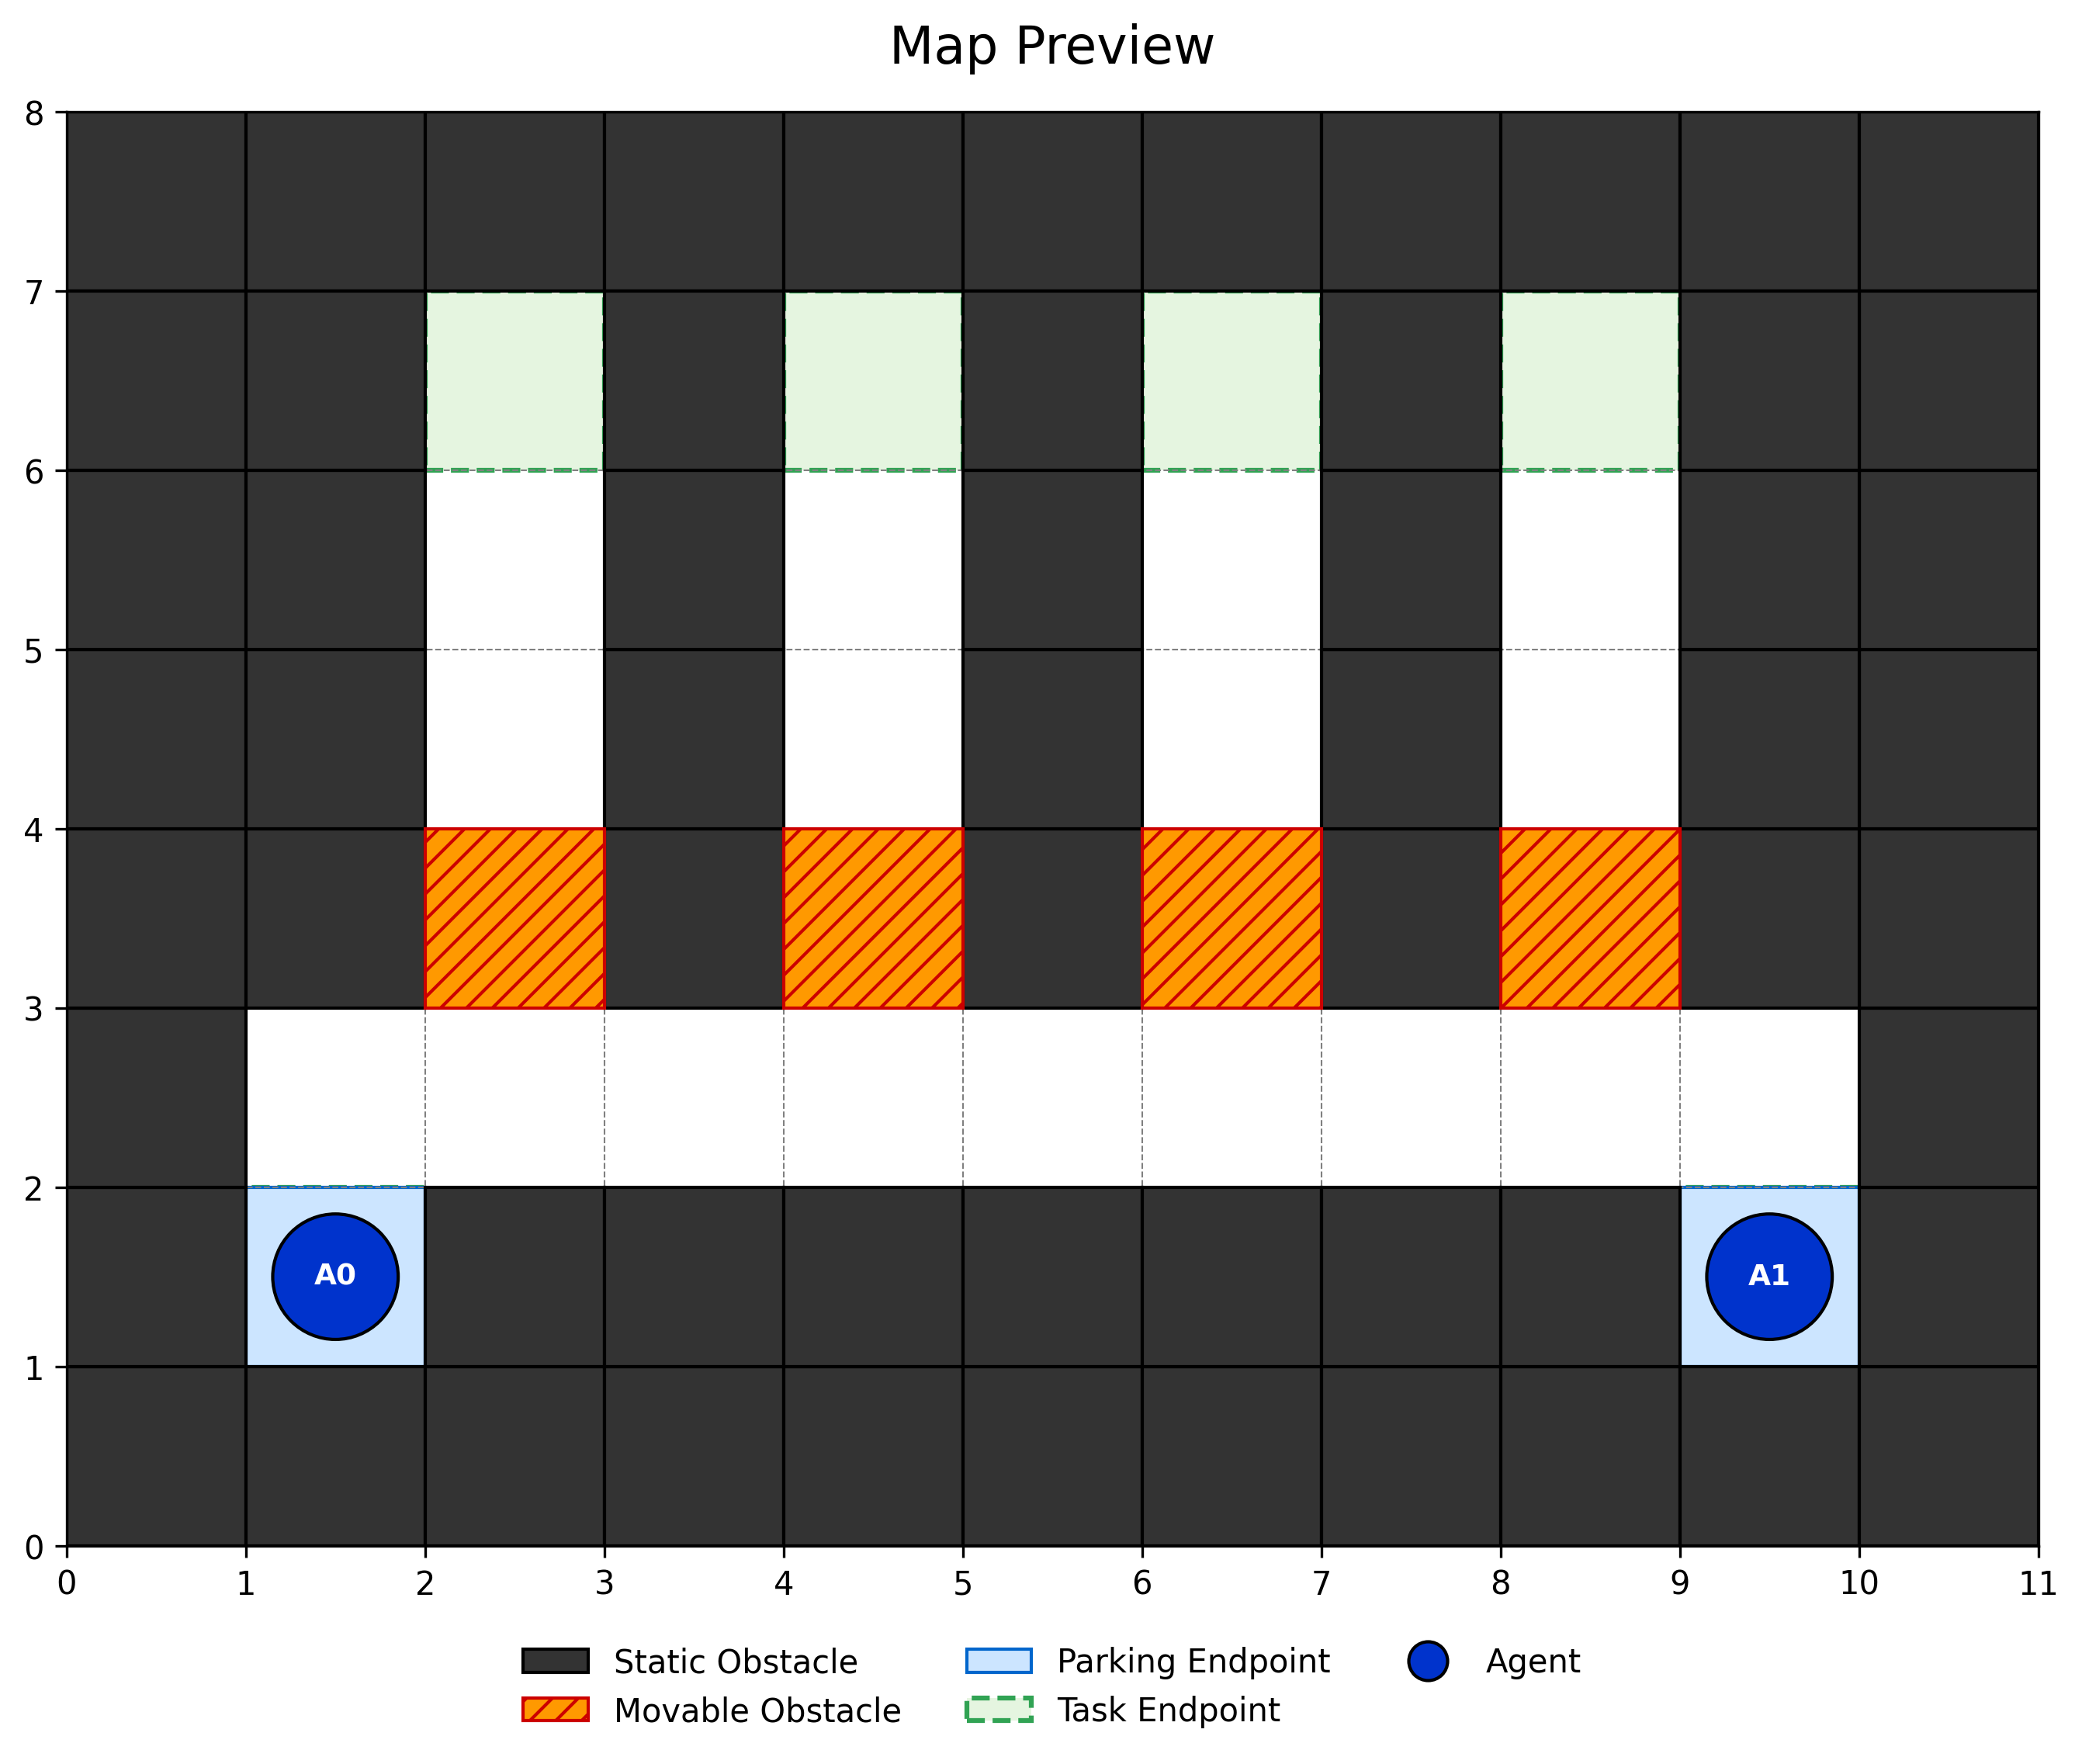 Map Preview
8
7
6
5
4
3
2
1
0
A0
A1
0 1 2 3 4 5 6 7 8 9 10 11
Static Obstacle Parking Endpoint Agent
Movable Obstacle Task Endpoint